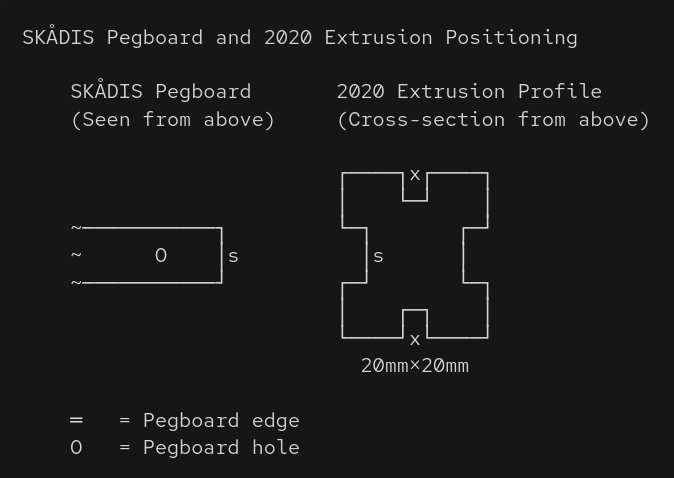 SKÅDIS Pegboard and 2020 Extrusion Positioning
SKÅDIS Pegboard 2020 Extrusion Profile
(Seen from above) (Cross-section from above)
x
~
~ O s s
~
x
20mm×20mm
= = Pegboard edge
O = Pegboard hole